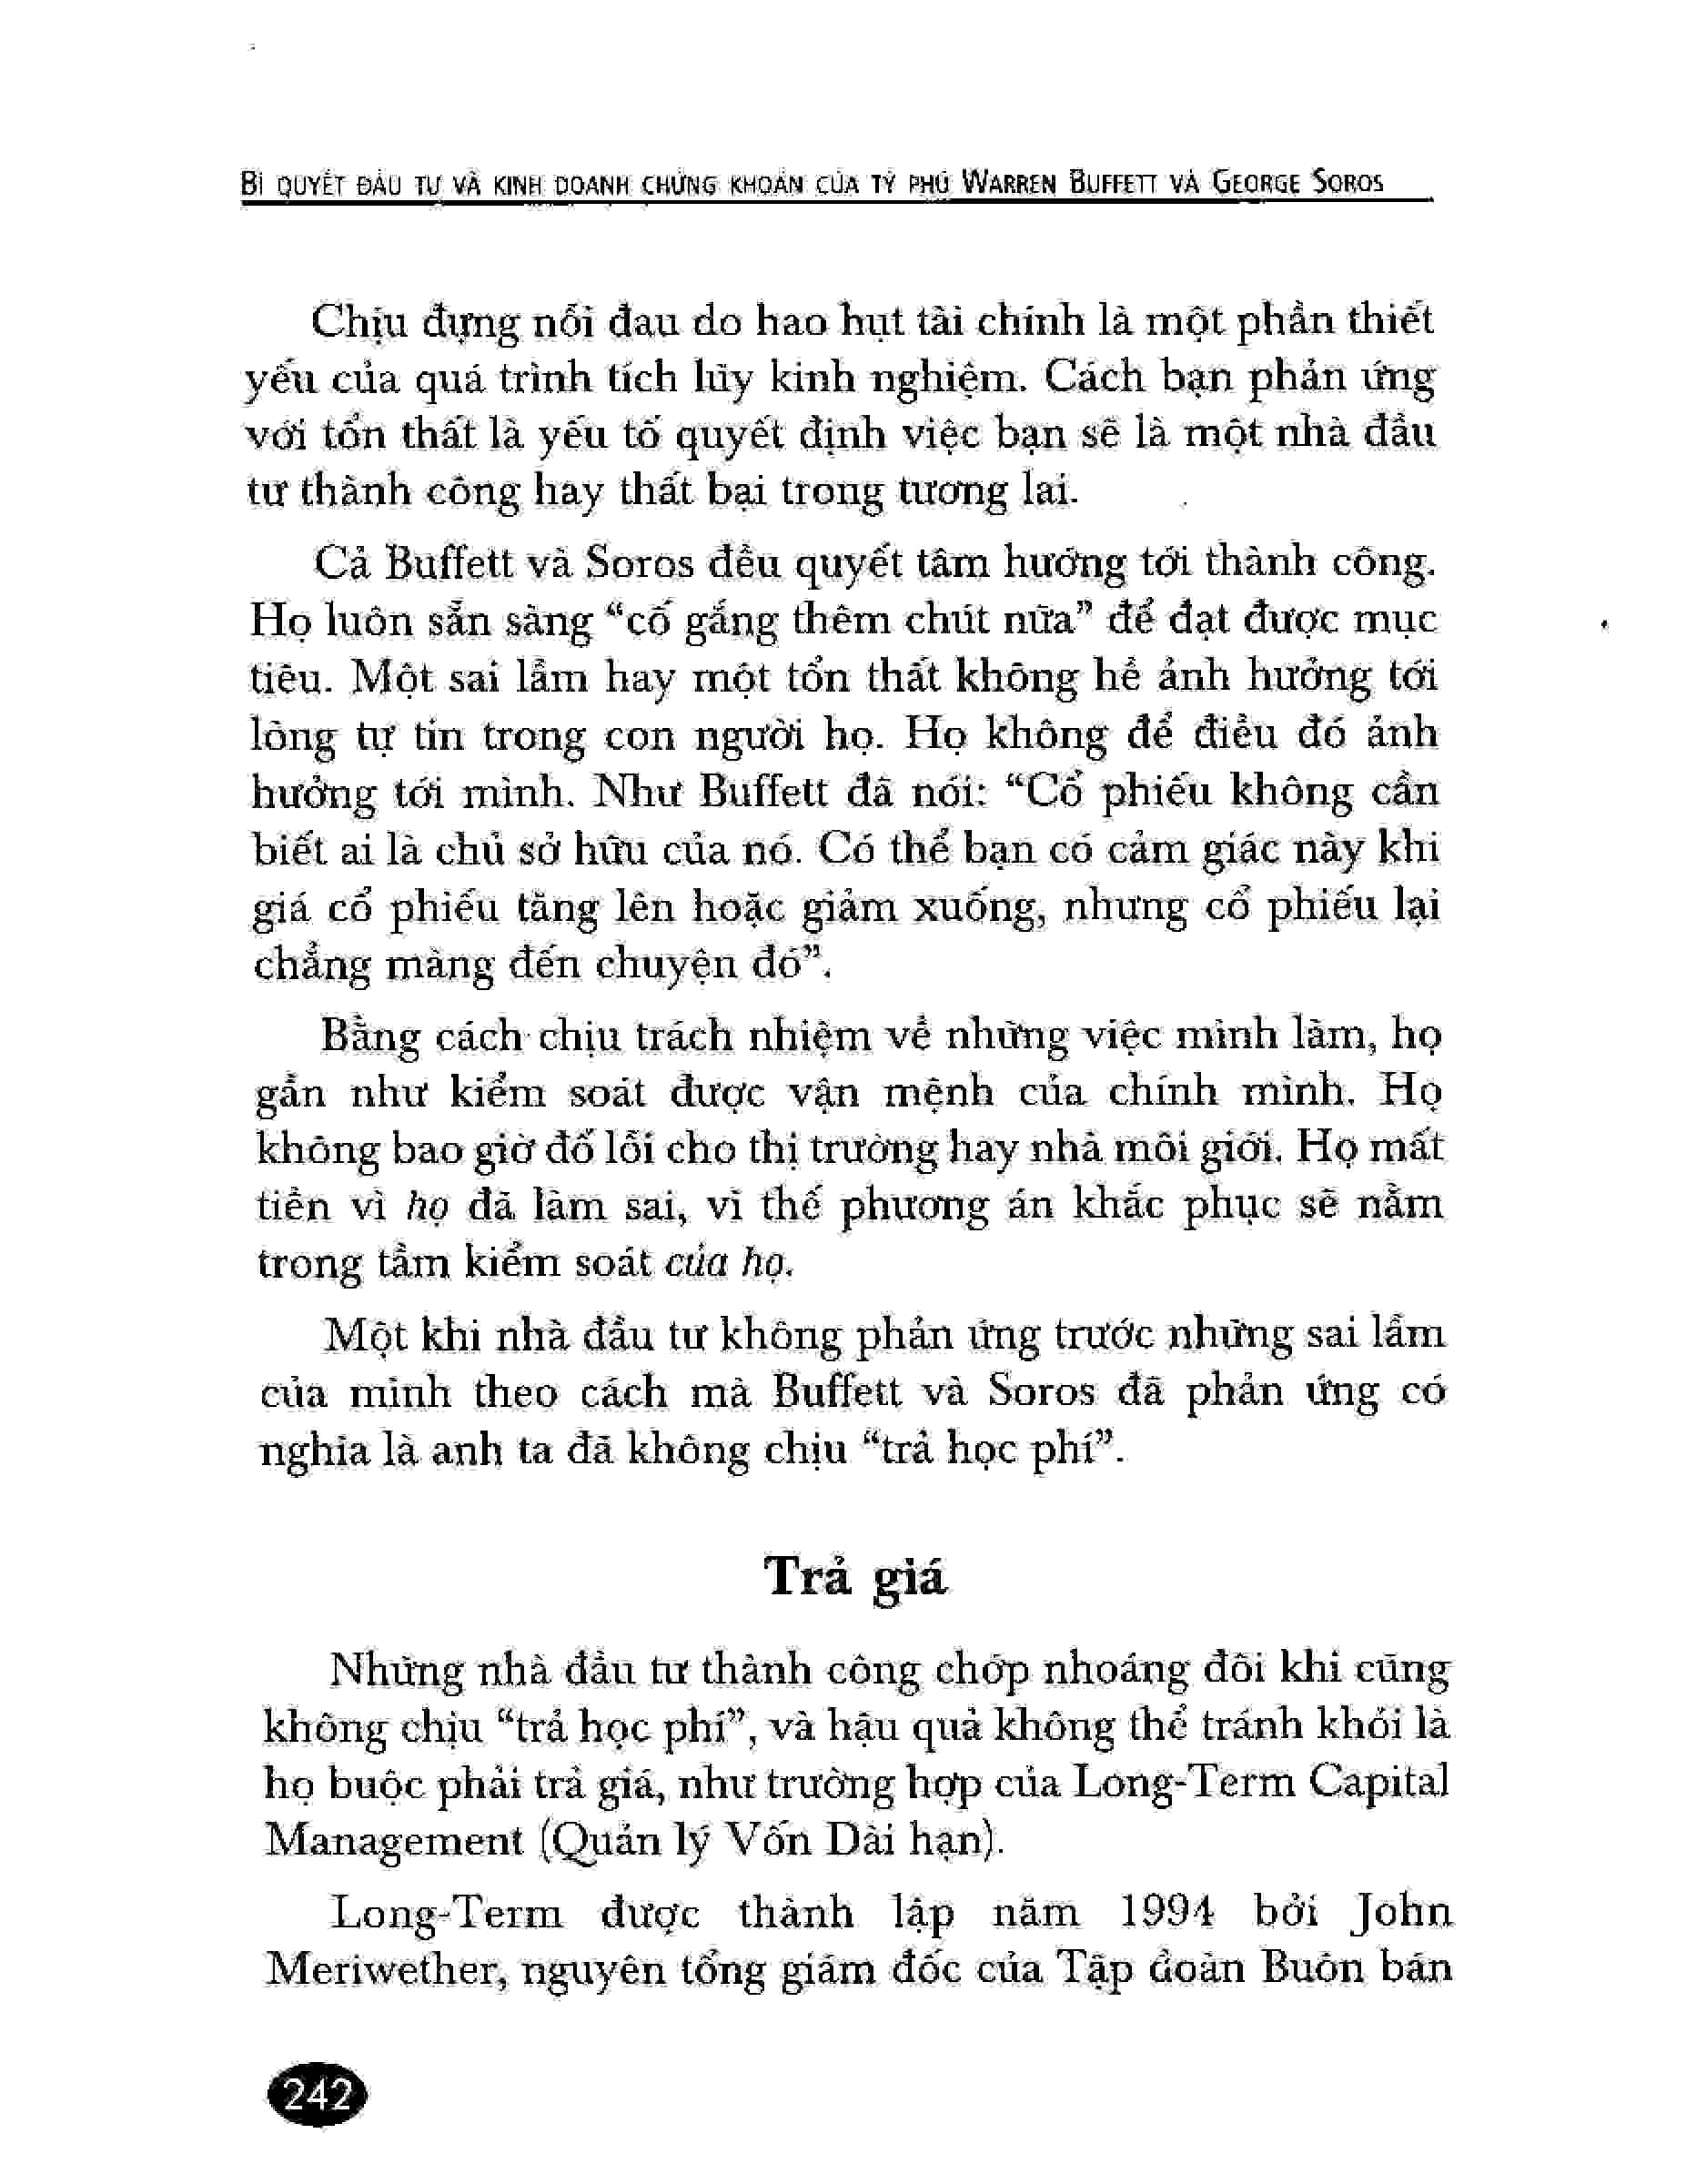 BÍ QUYẾT ĐẦU TƯ VÀ KINH DOANH CHỨNG KHOÁN CỦA TỶ PHÚ WARREN BUFFETT VÀ GEORGE SOROS
Chịu đựng nỗi đau do hao hụt tài chính là một phần thiết
yếu của quá trình tích lũy kinh nghiệm. Cách bạn phản ứng
với tổn thất là yếu tố quyết định việc bạn sẽ là một nhà đầu
tư thành công hay thất bại trong tương lai.
Cả Buffett và Soros đều quyết tâm hướng tới thành công.
Họ luôn sẵn sàng “cố gắng thêm chút nữa” để đạt được mục
tiêu. Một sai lầm hay một tổn thất không hề ảnh hưởng tới
lòng tự tin trong con người họ. Họ không để điều đó ảnh
hưởng tới mình. Như Buffett đã nói: “Cổ phiếu không cần
biết ai là chủ sở hữu của nó. Có thể bạn có cảm giác này khi
giá cổ phiếu tăng lên hoặc giảm xuống, nhưng cổ phiếu lại
chẳng màng đến chuyện đó”.
Bằng cách chịu trách nhiệm về những việc mình làm, họ
gần như kiểm soát được vận mệnh của chính mình. Họ
không bao giờ đổ lỗi cho thị trường hay nhà môi giới. Họ mất
tiền vì họ đã làm sai, vì thế phương án khắc phục sẽ nằm
trong tầm kiểm soát của họ.
Một khi nhà đầu tư không phản ứng trước những sai lầm
của mình theo cách mà Buffett và Soros đã phản ứng có
nghĩa là anh ta đã không chịu “trả học phí”.
Trả giá
Những nhà đầu tư thành công chớp nhoáng đôi khi cũng
không chịu “trả học phí”, và hậu quả không thể tránh khỏi là
họ buộc phải trả giá, như trường hợp của Long-Term Capital
Management (Quản lý Vốn Dài hạn).
Long-Term được thành lập năm 1994 bởi John
Meriwether, nguyên tổng giám đốc của Tập đoàn Buôn bán
242